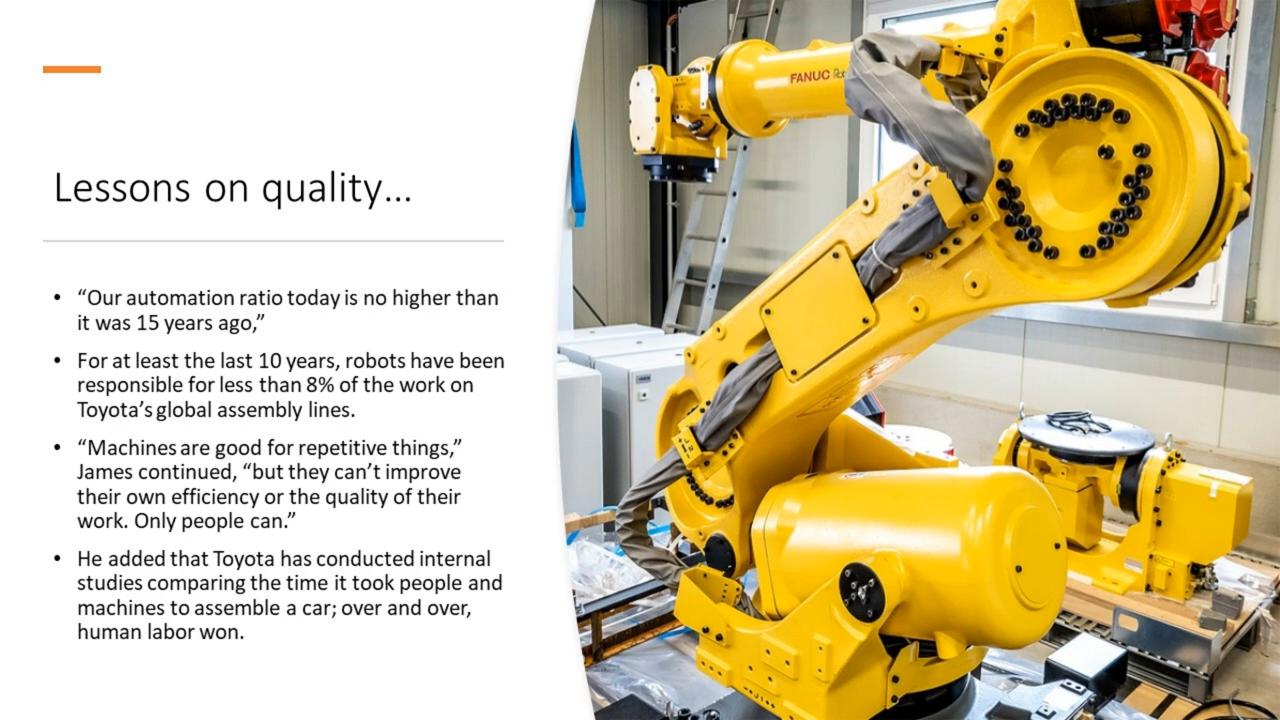 Lessons on quality...
• “Our automation ratio today is no higher than
it was 15 years ago,”
• For at least the last 10 years, robots have been
responsible for less than 8% of the work on
Toyota’s global assembly lines.
• “Machines are good for repetitive things,”
James continued, “but they can’t improve
their own efficiency or the quality of their
work. Only people can.”
• He added that Toyota has conducted internal
studies comparing the time it took people and
machines to assemble a car; over and over,
human labor won.
FANUC